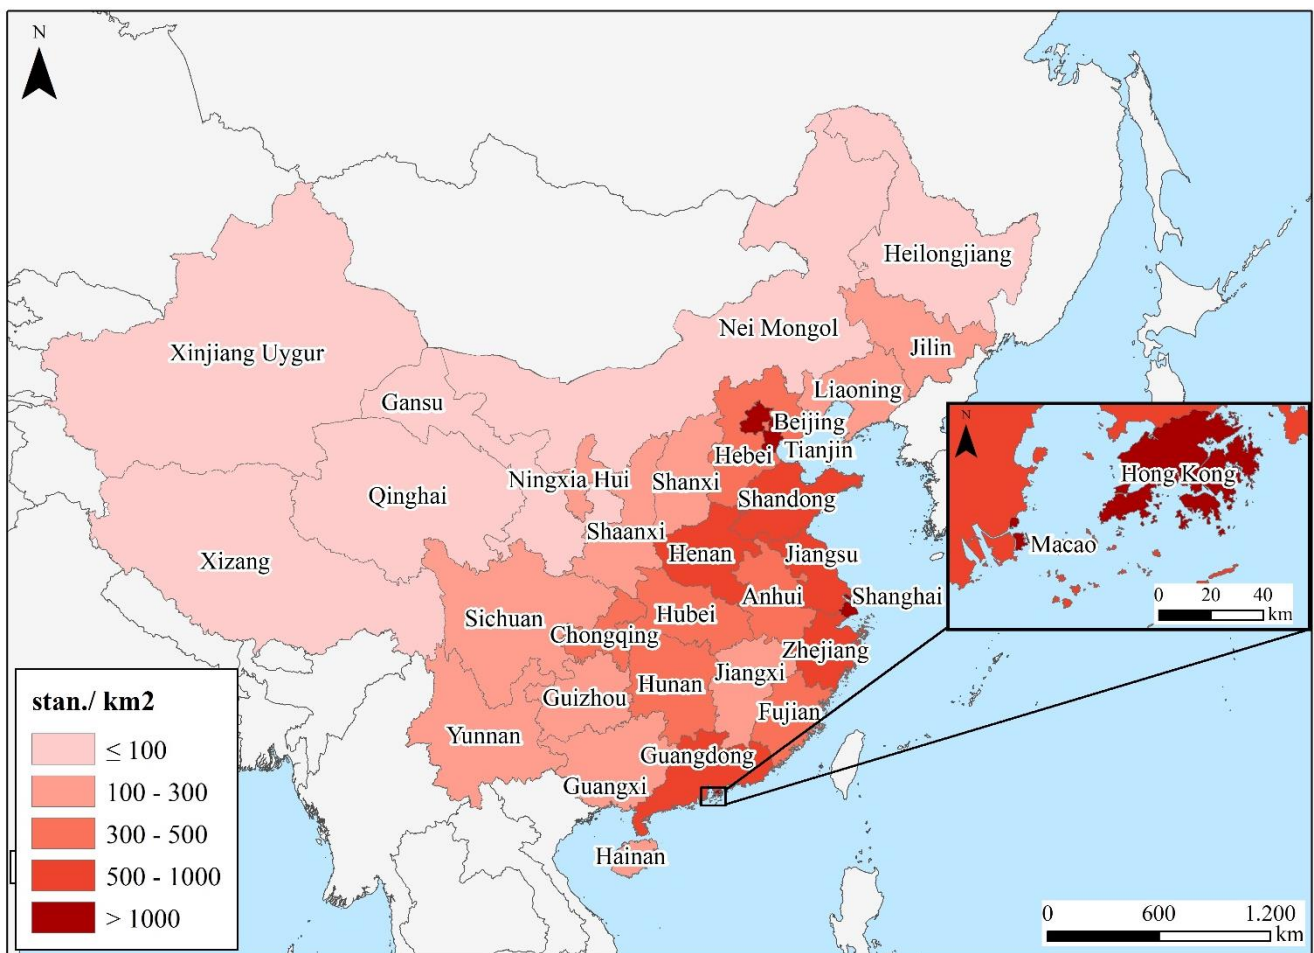 N
Heilongjiang
Nei Mongol
Jilin
Xinjiang Uygur
Liaoning
Gansu
Beijing
Hebei
Tianjin
Ningxia Hui
Shanxi
Qinghai
Shandong
Shaanxi
Henan
Jiangsu
Xizang
Anhui
Shanghai
Sichuan
Hubei
Chongqing
Zhejiang
Jiangxi
Hunan
Guizhou
Fujian
Yunnan
Guangdong
Guangxi
Hainan
N
Hong Kong
Macao
0 20 40
km
stan./ km2
≤ 100
100 - 300
300 - 500
500 - 1000
> 1000
0 600 1.200
km